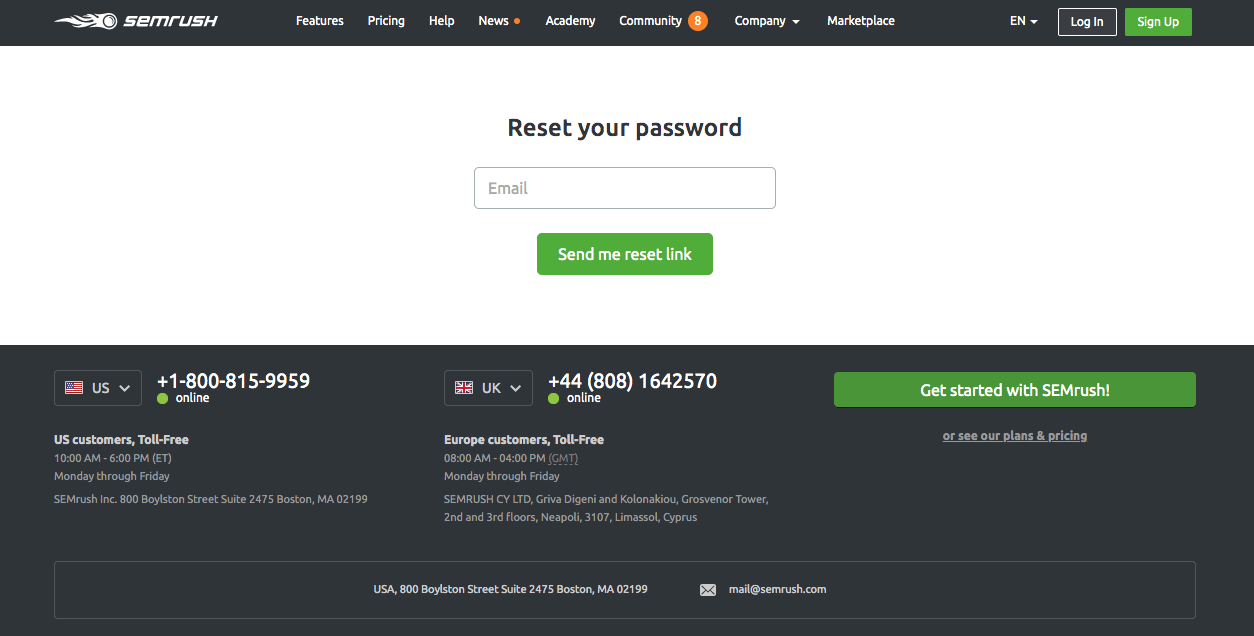 semrush Features Pricing Help News Academy Community 8 Company Marketplace EN Log In Sign Up
Reset your password
Email
Send me reset link
US +1-800-815-9959
online
US customers, Toll-Free
10:00 AM - 6:00 PM (ET)
Monday through Friday
SEMrush Inc. 800 Boylston Street Suite 2475 Boston, MA 02199
UK +44 (808) 1642570
online
Europe customers, Toll-Free
08:00 AM - 04:00 PM (GMT)
Monday through Friday
SEMRUSH CY LTD, Griva Digeni and Kolonakiou, Grosvenor Tower,
2nd and 3rd floors, Neapoli, 3107, Limassol, Cyprus
Get started with SEMrush!
or see our plans & pricing
USA, 800 Boylston Street Suite 2475 Boston, MA 02199 mail@semrush.com